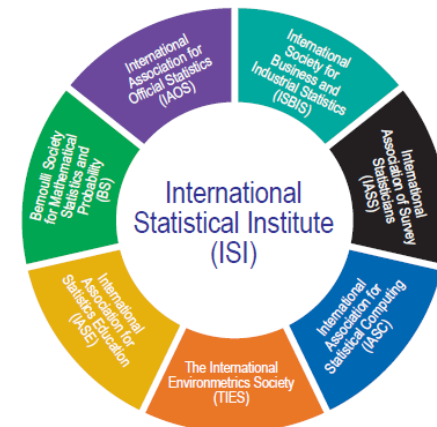 International
Association for
Official Statistics
(IAOS)
International
Society for
Business and
Industrial Statistics
(ISBIS)
International
Association of Survey
Statisticians
(IASS)
International
Association for
Statistical Computing
(IASC)
The International
Environmetrics Society
(TIES)
International
Association for
Statistics Education
(IASE)
Bernoulli Society
for Mathematical
Statistics and
Probability
(BS)
International
Statistical Institute
(ISI)